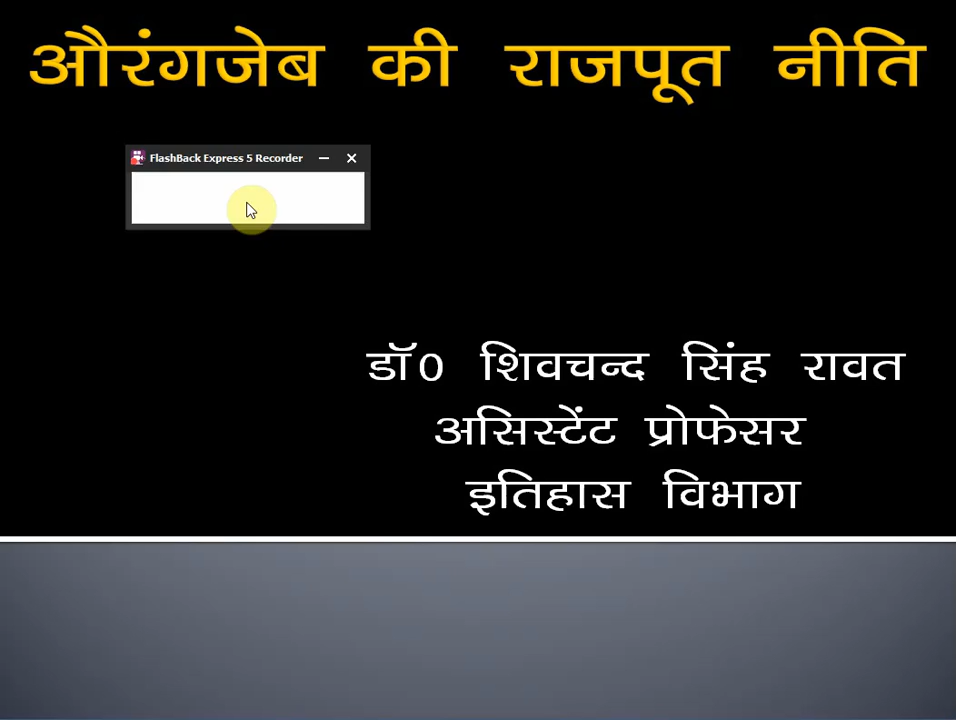 औरंगजेब की राजपूत नीति
FlashBack Express 5 Recorder
डॉ0 शिवचन्द सिंह रावत
असिस्टेंट प्रोफेसर
इतिहास विभाग